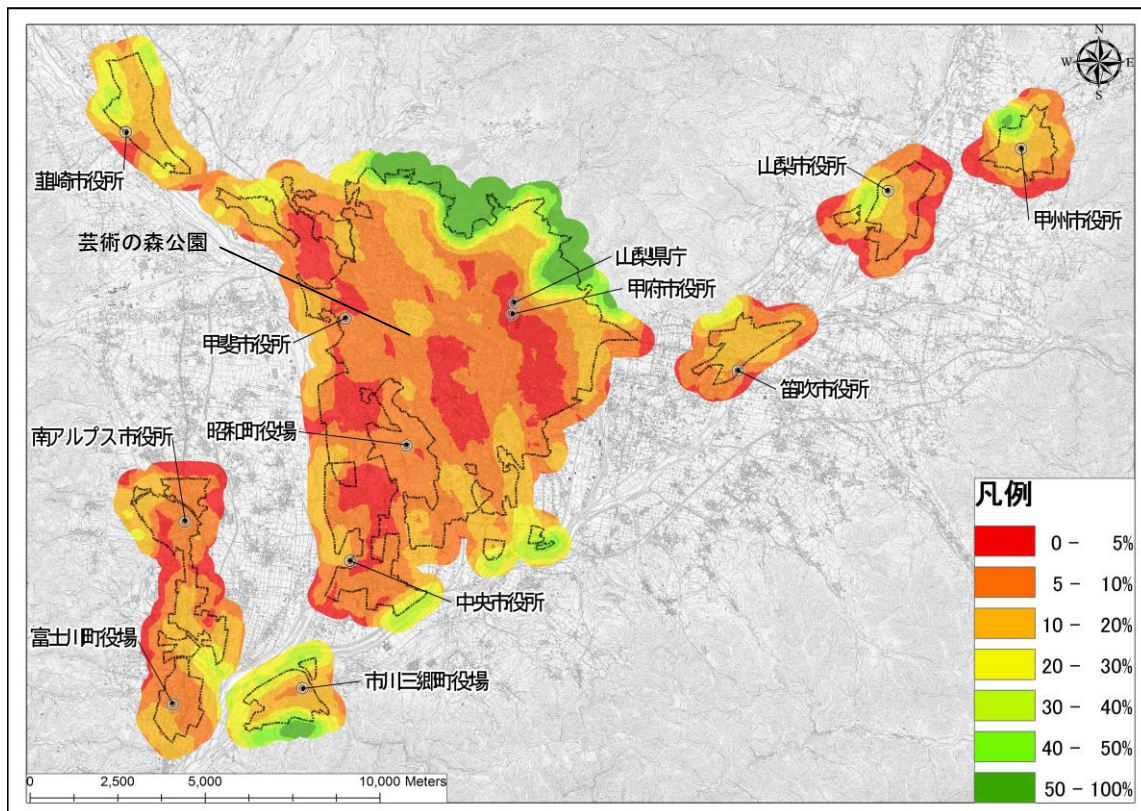 N
W E
S
韮崎市役所
山梨市役所
甲州市役所
芸術の森公園
山梨県庁
甲府市役所
甲斐市役所
笛吹市役所
昭和町役場
南アルプス市役所
中央市役所
富士川町役場
市川三郷町役場
凡例
0 - 5%
5 - 10%
10 - 20%
20 - 30%
30 - 40%
40 - 50%
50 - 100%
0 2,500 5,000 10,000 Meters